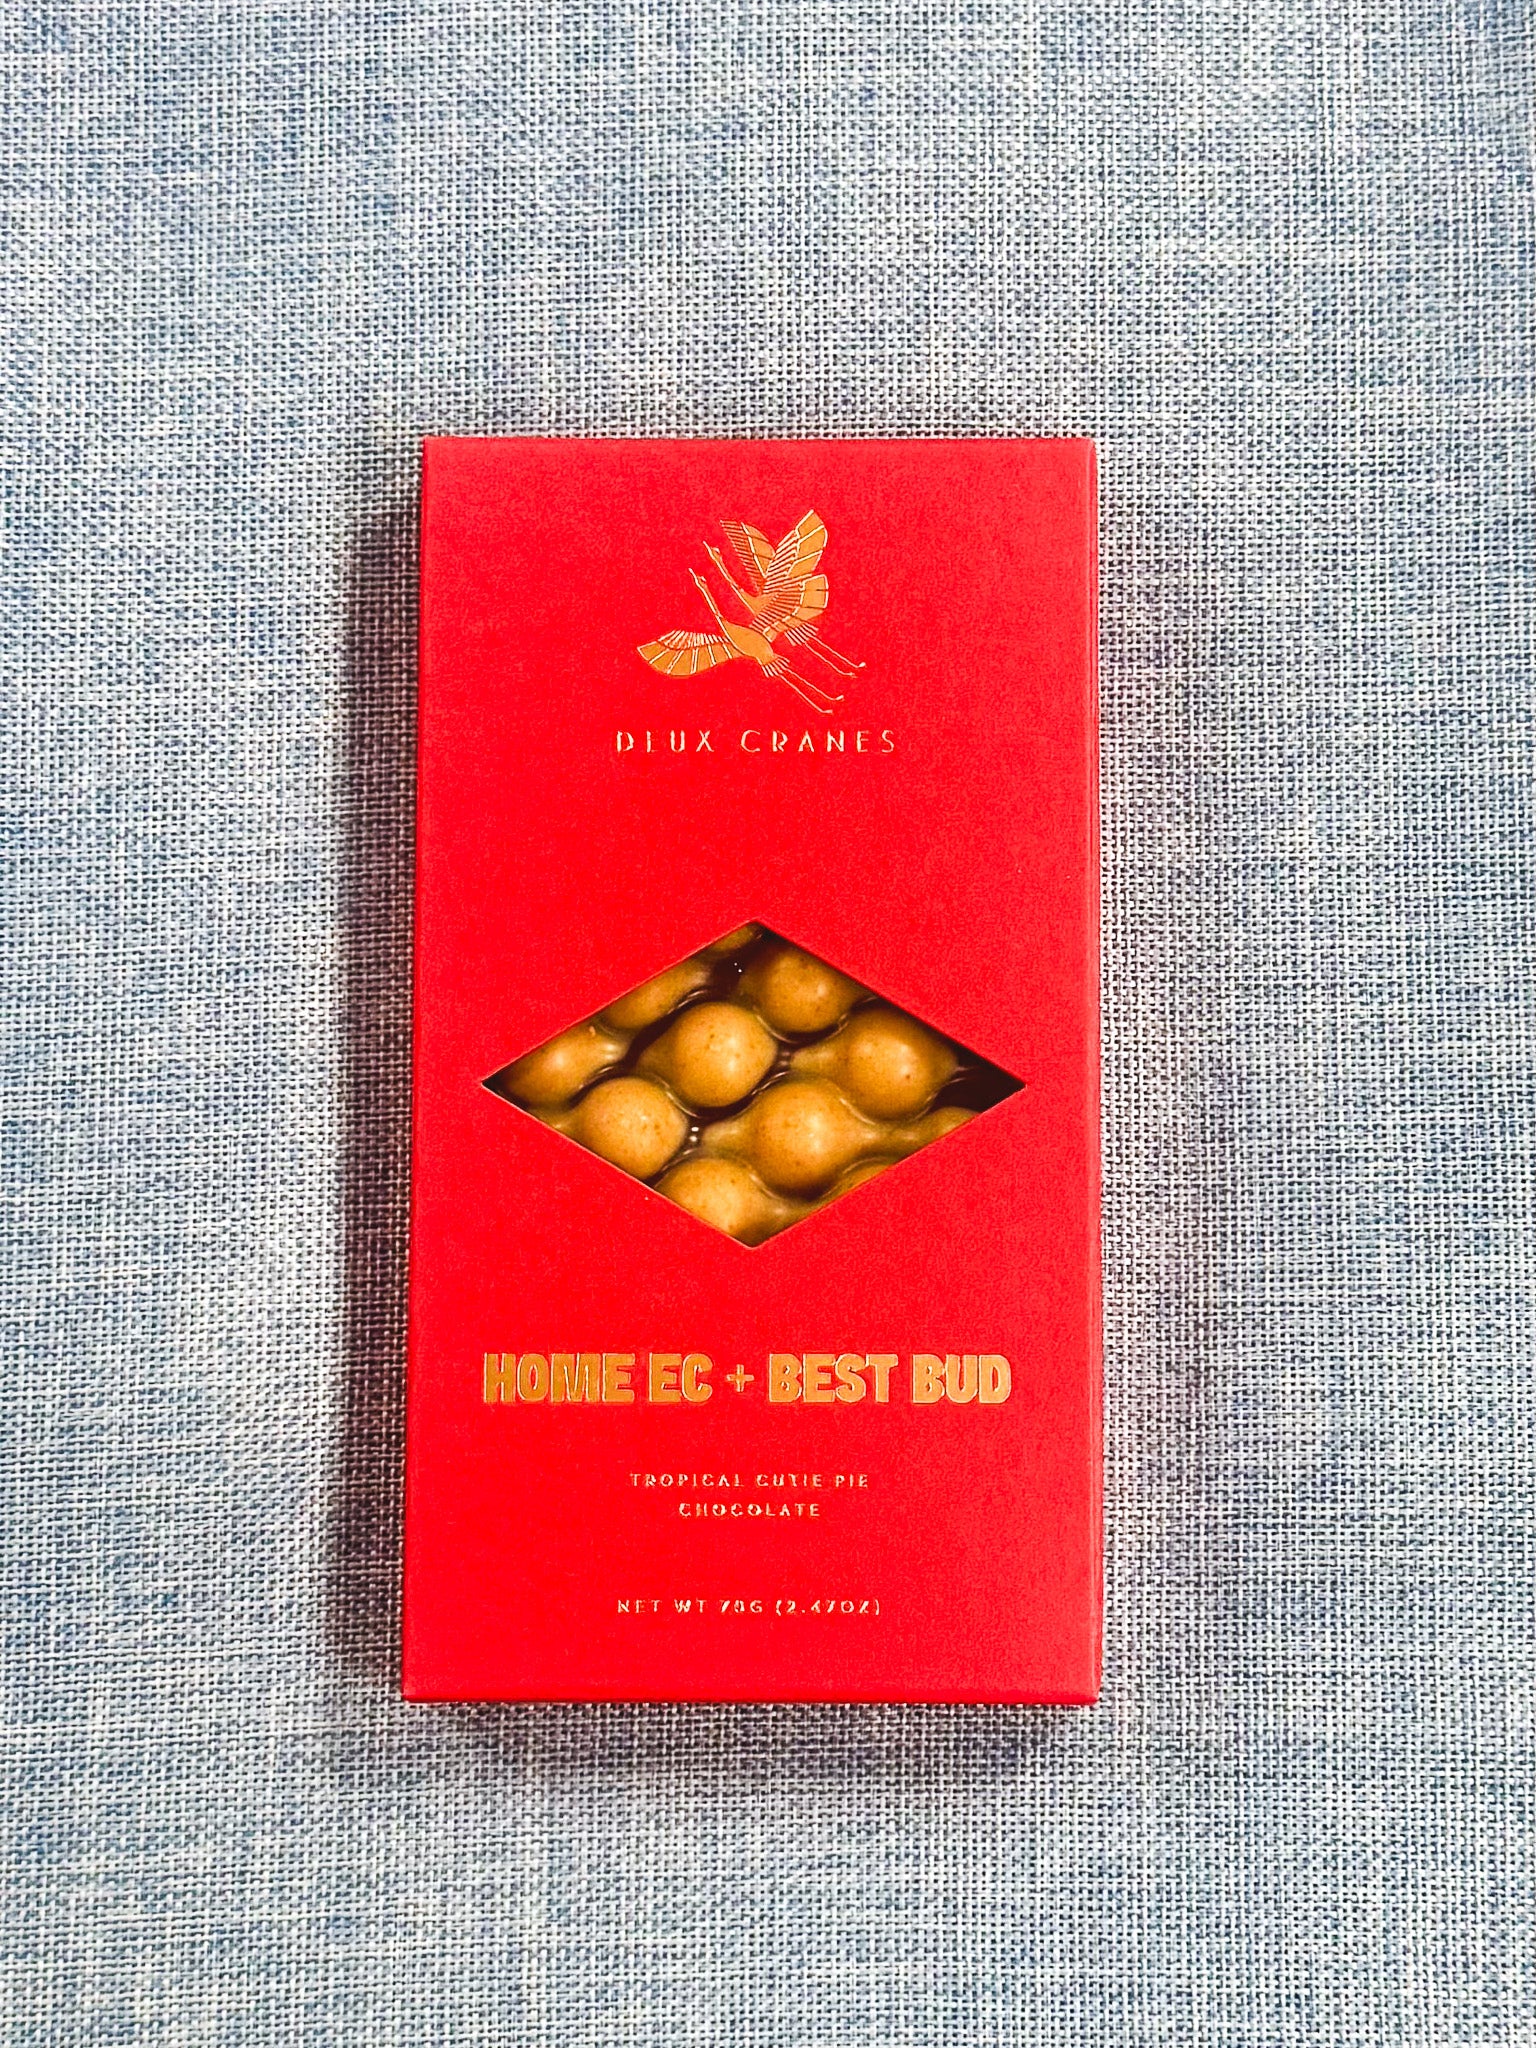 DEUX CRANES
HOME EC + BEST BUD
TROPICAL CUTIE PIE
CHOCOLATE
NET WT 70G (2.47OZ)